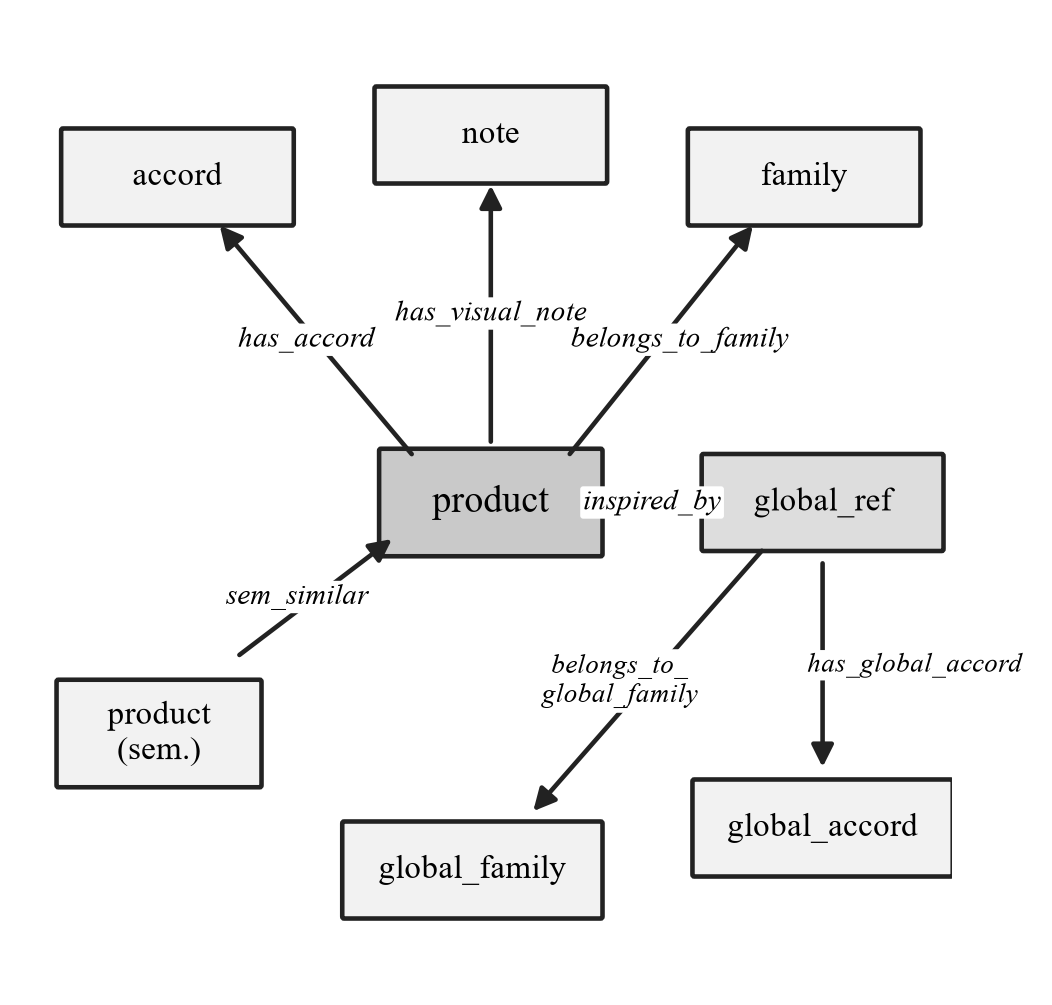 note
accord
family
has_visual_note
has_accord
belongs_to_family
product
inspired_by
global_ref
sem_similar
belongs_to_
global_family
has_global_accord
product
(sem.)
global_accord
global_family